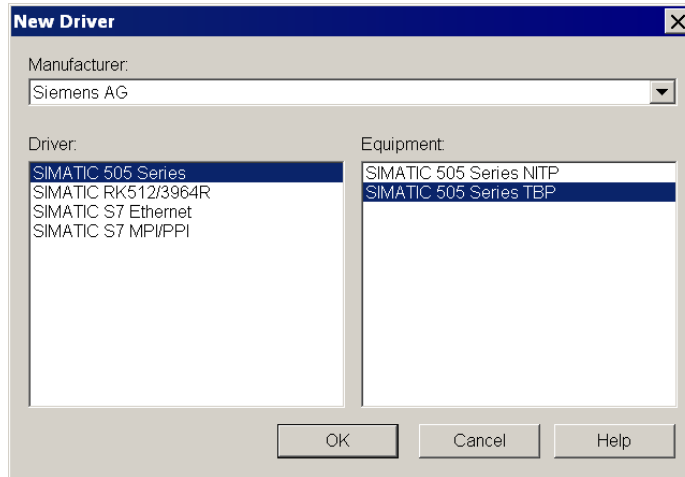 New Driver
Manufacturer:
Siemens AG
Driver:
SIMATIC 505 Series
SIMATIC RK512/3964R
SIMATIC S7 Ethernet
SIMATIC S7 MPI/PPI
Equipment:
SIMATIC 505 Series NITP
SIMATIC 505 Series TBP
OK
Cancel
Help